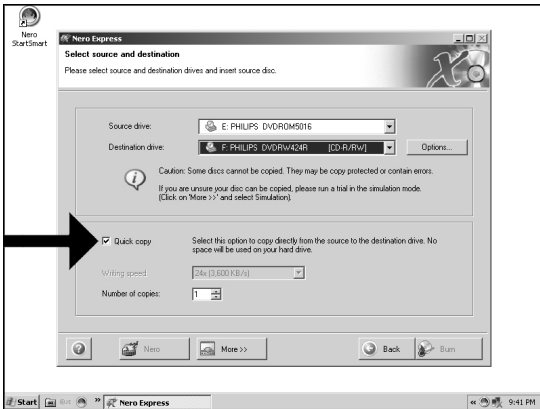 Nero
StartSmart
Nero Express
Select source and destination
Please select source and destination drives and insert source disc.
Source drive:
E: PHILIPS DVDROM5016
Destination drive:
F: PHILIPS DVDRW424R [CD-R/RW]
Options...
Caution: Some discs cannot be copied. They may be copy protected or contain errors.
If you are unsure your disc can be copied, please run a trial in the simulation mode.
(Click on 'More >>' and select Simulation).
Quick copy
Select this option to copy directly from the source to the destination drive. No
space will be used on your hard drive.
Writing speed:
24x (3,600 KB/s)
Number of copies:
1
Nero
More >>
Back
Burn
Start
»
Nero Express
«
9:41 PM